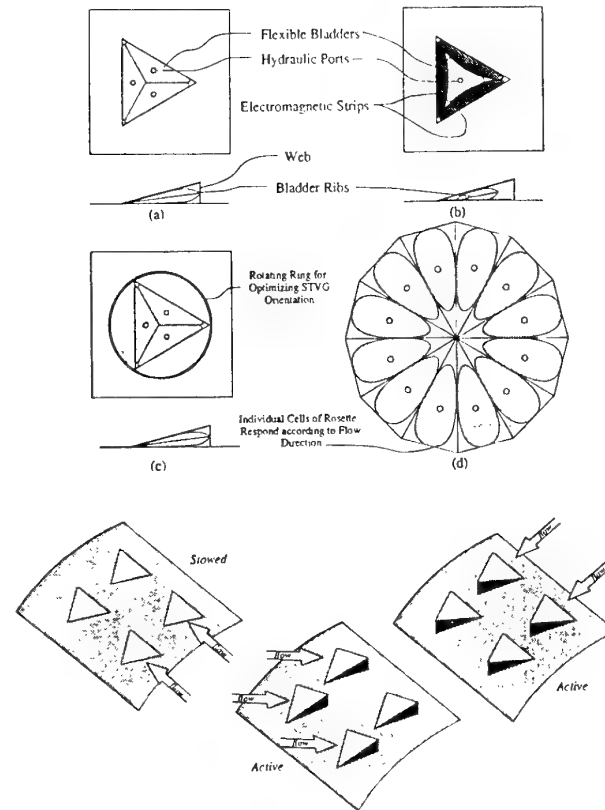 Flexible Bladders
Hydraulic Ports
Electromagnetic Strips
Web
Bladder Ribs
(a)
(b)
Rotating Ring for
Optimizing STVG
Orientation
Individual Cells of Rosette
Respond according to Flow
Direction
(c)
(d)
Stowed
flow
flow
Active
flow
flow
flow
Active
flow
flow